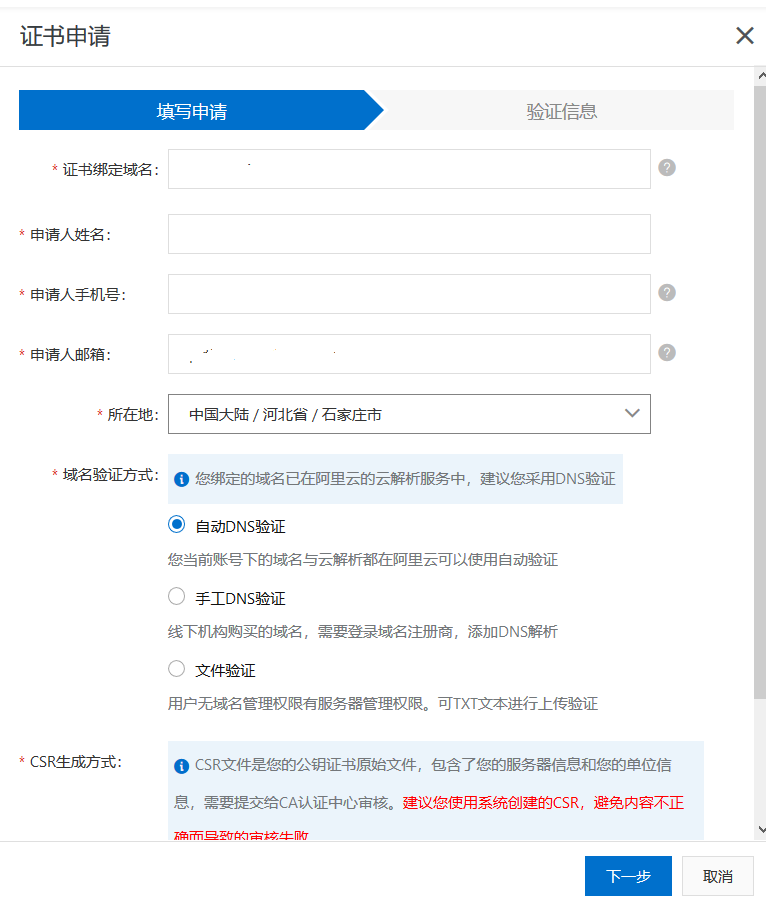 证书申请
填写申请
验证信息
* 证书绑定域名：
* 申请人姓名：
* 申请人手机号：
* 申请人邮箱：
* 所在地： 中国大陆 / 河北省 / 石家庄市
* 域名验证方式： 您绑定的域名已在阿里云的云解析服务中，建议您采用DNS验证
自动DNS验证
您当前账号下的域名与云解析都在阿里云可以使用自动验证
手工DNS验证
线下机构购买的域名，需要登录域名注册商，添加DNS解析
文件验证
用户无域名管理权限有服务器管理权限。可TXT文本进行上传验证
* CSR生成方式： CSR文件是您的公钥证书原始文件，包含了您的服务器信息和您的单位信
息，需要提交给CA认证中心审核。建议您使用系统创建的CSR，避免内容不正
确而导致的审核失败
下一步
取消